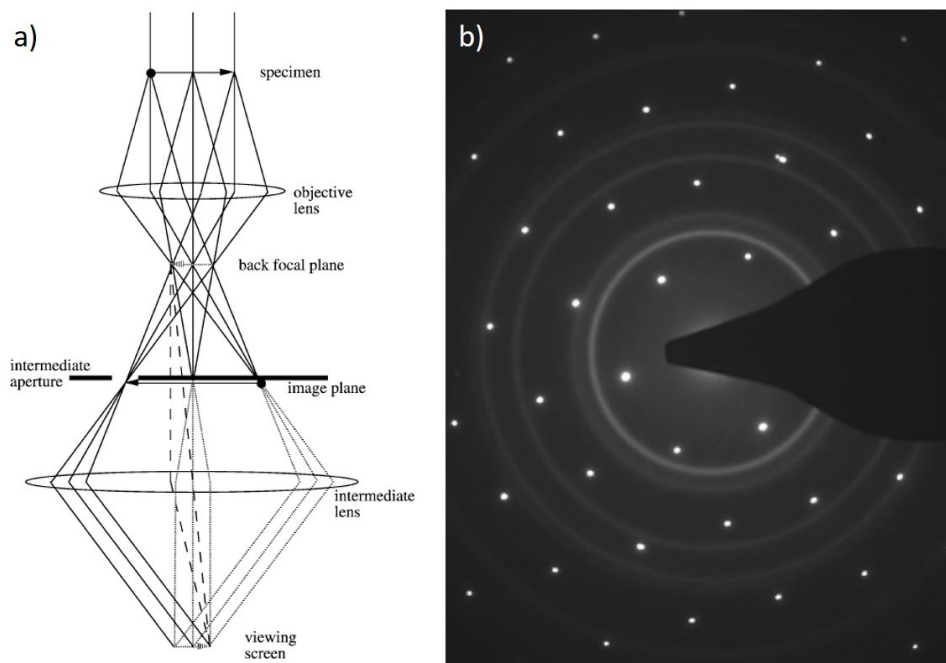 a)
b)
specimen
objective
lens
back focal plane
intermediate
aperture
image plane
intermediate
lens
viewing
screen